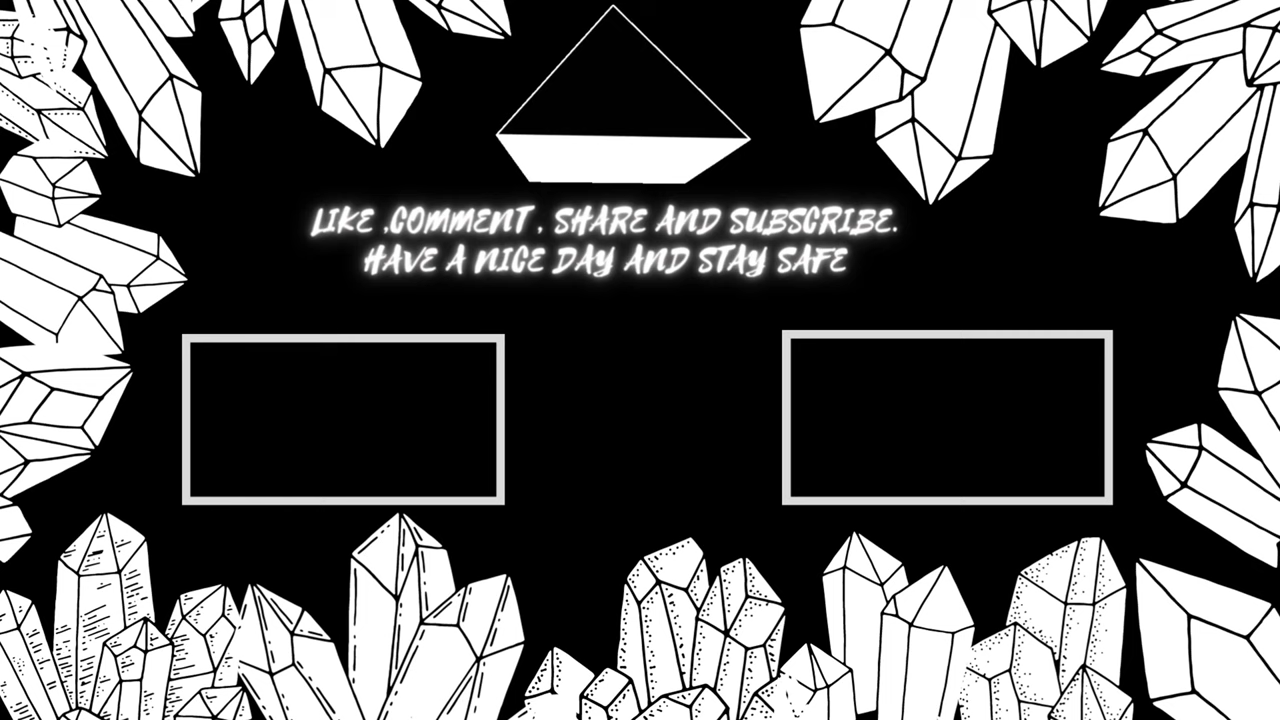 LIKE ,COMMENT , SHARE AND SUBSCRIBE.
HAVE A NICE DAY AND STAY SAFE